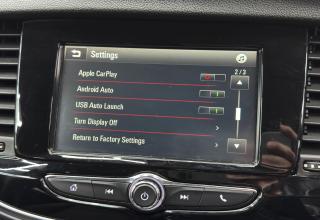 Settings
Apple CarPlay
2/3
Android Auto
USB Auto Launch
Turn Display Off
Return to Factory Settings